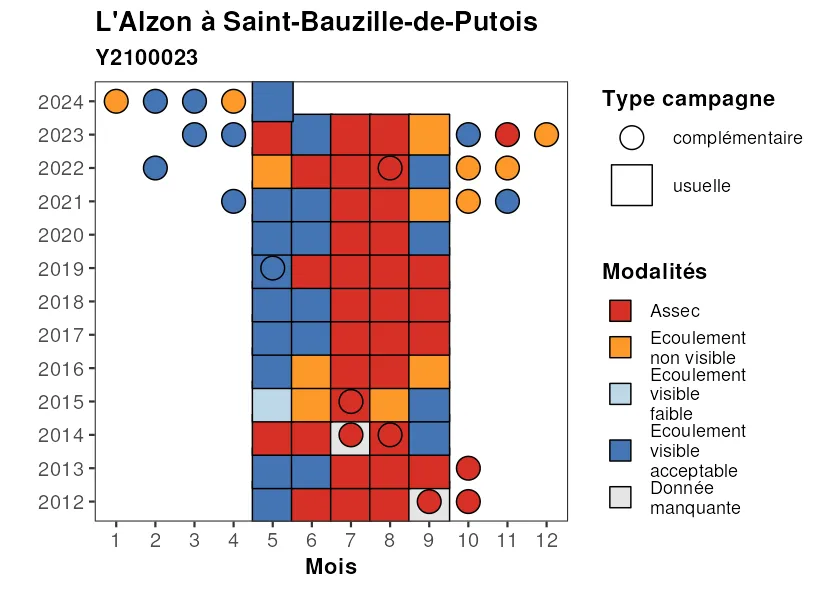 L'Alzon à Saint-Bauzille-de-Putois
Y2100023
2024
2023
2022
2021
2020
2019
2018
2017
2016
2015
2014
2013
2012
1 2 3 4 5 6 7 8 9 10 11 12
Mois
Type campagne
complémentaire
usuelle
Modalités
Assec
Ecoulement
non visible
Ecoulement
visible
faible
Ecoulement
visible
acceptable
Donnée
manquante